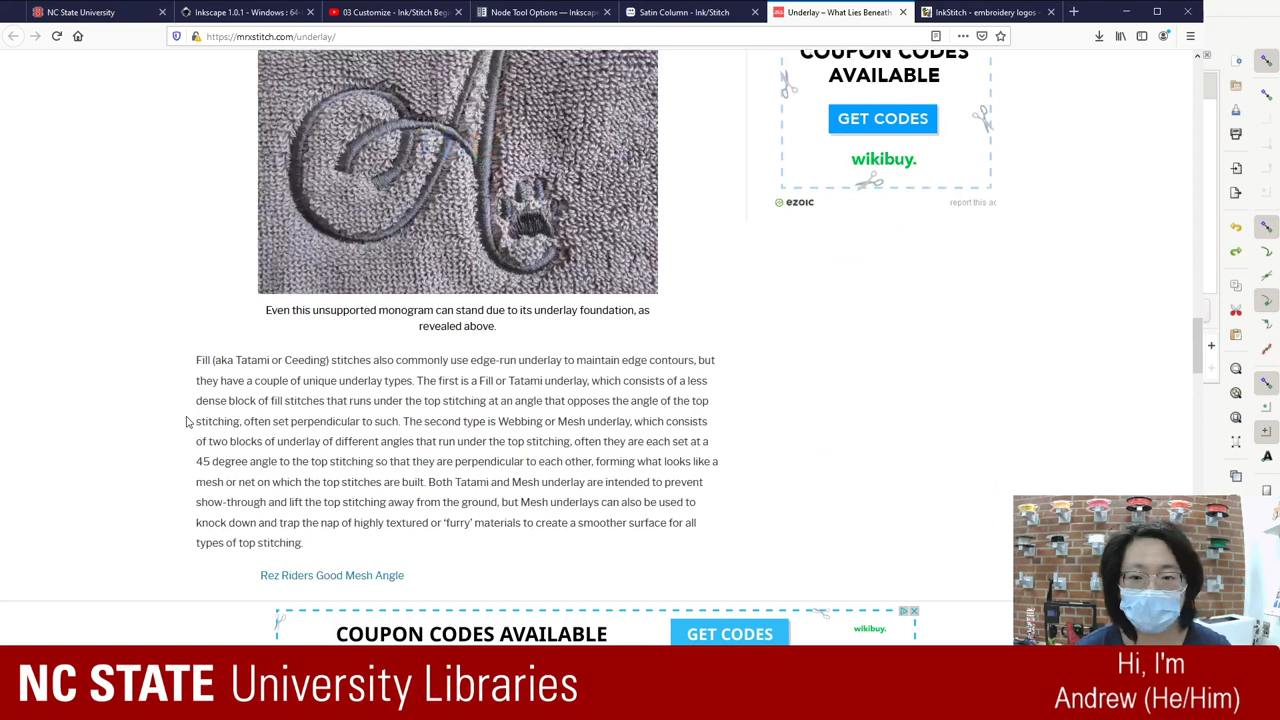 NC State University
Inkscape 1.0.1 - Windows : 64-
03 Customize - Ink/Stitch Beg
Node Tool Options — Inkscape
Satin Column - Ink/Stitch
Underlay – What Lies Beneath
InkStitch - embroidery logos -
https://mrxstitch.com/underlay/
COUPON CODES
AVAILABLE
GET CODES
wikibuy.
ezoic
report this ad
Even this unsupported monogram can stand due to its underlay foundation, as
revealed above.
Fill (aka Tatami or Ceeding) stitches also commonly use edge-run underlay to maintain edge contours, but
they have a couple of unique underlay types. The first is a Fill or Tatami underlay, which consists of a less
dense block of fill stitches that runs under the top stitching at an angle that opposes the angle of the top
stitching, often set perpendicular to such. The second type is Webbing or Mesh underlay, which consists
of two blocks of underlay of different angles that run under the top stitching, often they are each set at a
45 degree angle to the top stitching so that they are perpendicular to each other, forming what looks like a
mesh or net on which the top stitches are built. Both Tatami and Mesh underlay are intended to prevent
show-through and lift the top stitching away from the ground, but Mesh underlays can also be used to
knock down and trap the nap of highly textured or ‘furry’ materials to create a smoother surface for all
types of top stitching.
Rez Riders Good Mesh Angle
COUPON CODES AVAILABLE
GET CODES
wikibuy.
NC STATE University Libraries
Hi, I'm
Andrew (He/Him)